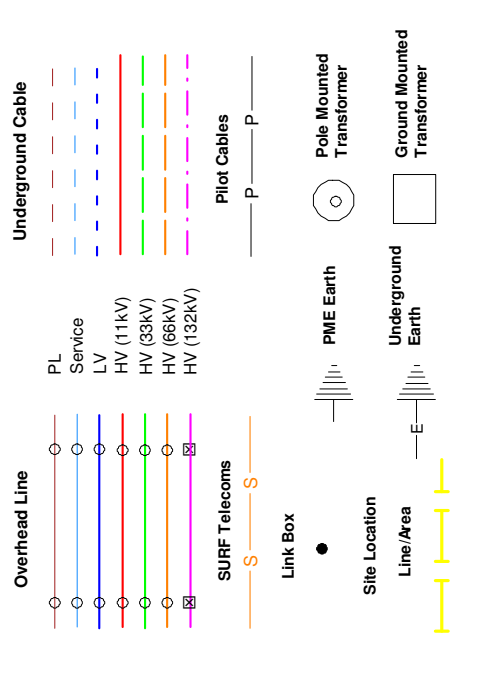 Overhead Line
Underground Cable
PL
Service
LV
HV (11kV)
HV (33kV)
HV (66kV)
HV (132kV)
SURF Telecoms
S S
Pilot Cables
P P
Link Box
PME Earth
Pole Mounted
Transformer
Site Location
Line/Area
E
Underground
Earth
Ground Mounted
Transformer